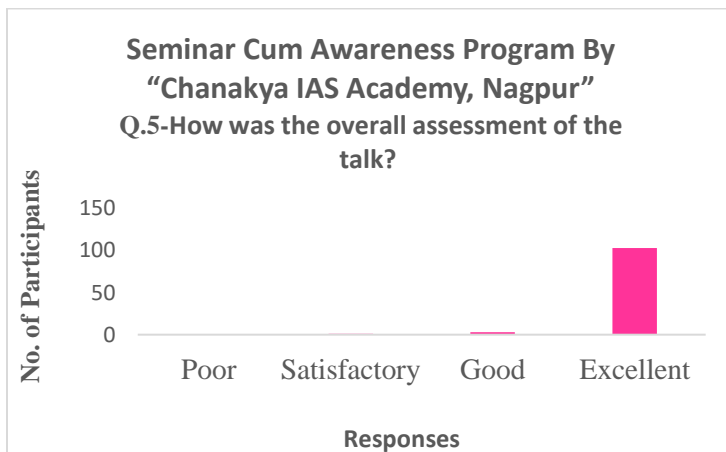 Seminar Cum Awareness Program By
“Chanakya IAS Academy, Nagpur”
Q.5-How was the overall assessment of the
talk?
No. of Participants
150
100
50
0
Poor Satisfactory Good Excellent
Responses